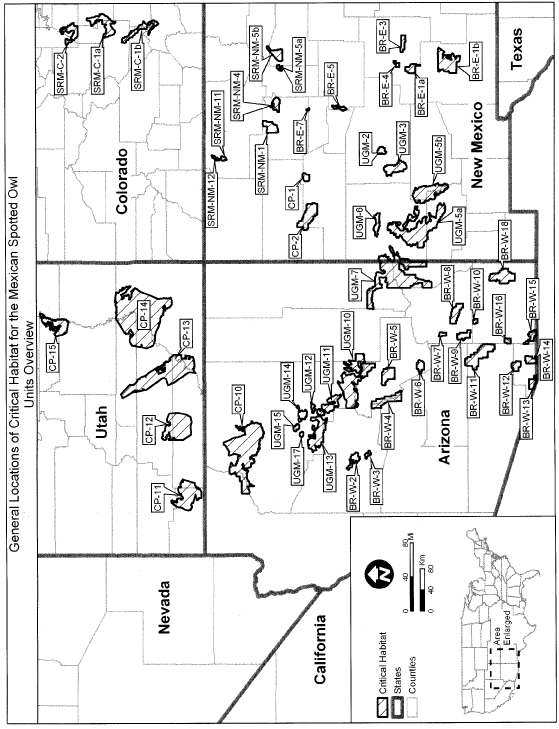 General Locations of Critical Habitat for the Mexican Spotted Owl
Units Overview
Nevada
Utah
Colorado
CP-15
CP-14
CP-13
CP-12
CP-11
SRM-C-2
SRM-C-1a
SRM-C-1b
California
Arizona
New Mexico
Texas
CP-10
UGM-14
UGM-15
UGM-17
UGM-12
UGM-11
UGM-10
UGM-13
UGM-7
BR-W-2
BR-W-3
BR-W-4
BR-W-5
BR-W-6
BR-W-7
BR-W-8
BR-W-9
BR-W-10
BR-W-11
BR-W-12
BR-W-13
BR-W-14
BR-W-15
BR-W-16
BR-W-18
SRM-NM-12
SRM-NM-11
SRM-NM-4
SRM-NM-5b
SRM-NM-5a
SRM-NM-1
CP-1
CP-2
BR-E-7
BR-E-5
BR-E-3
BR-E-4
BR-E-1a
BR-E-1b
UGM-2
UGM-3
UGM-6
UGM-5b
UGM-5a
Critical Habitat
States
Counties
N
0 40 80
Mi
Km
0 40 80
Area
Enlarged